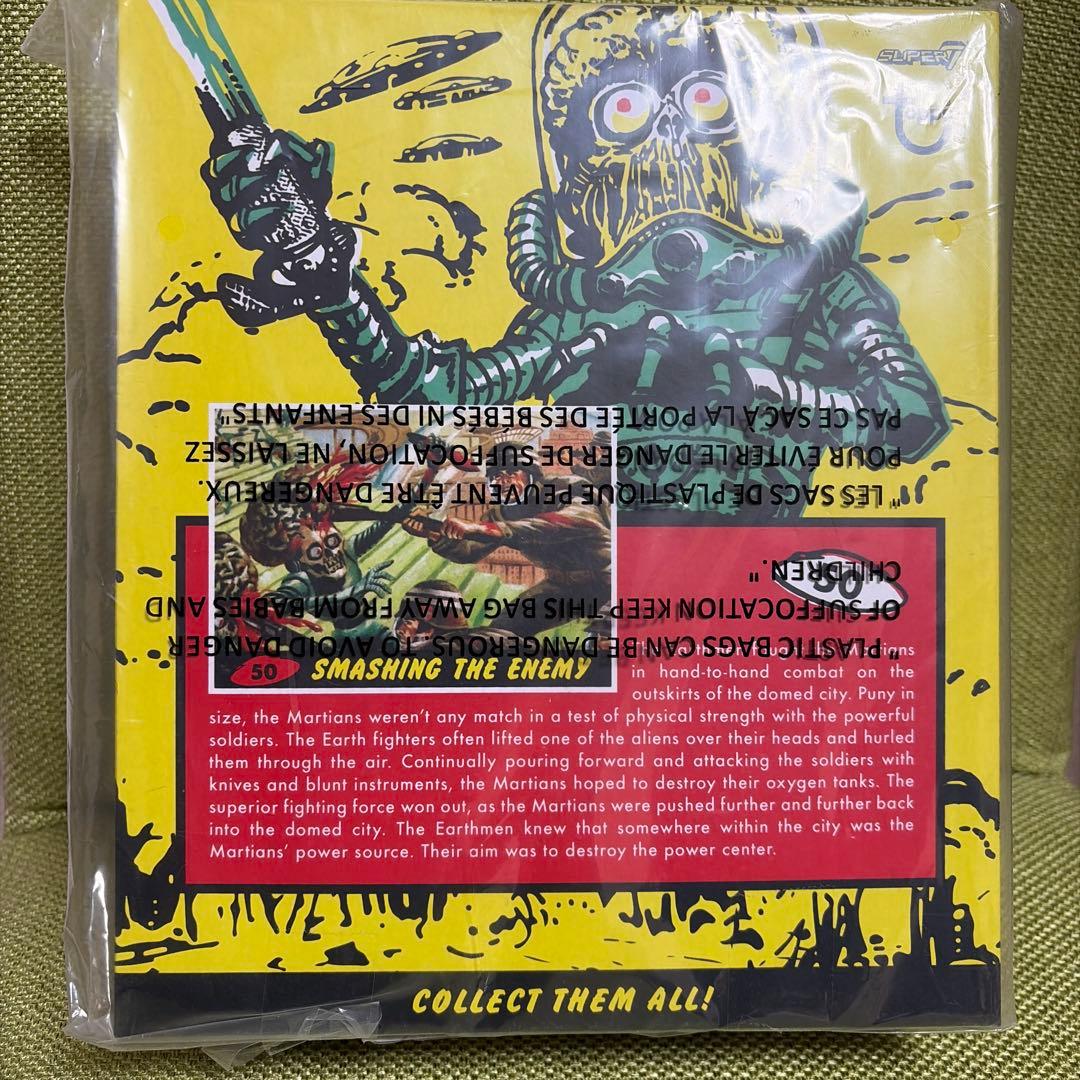 SUPER7
topps
50
SMASHING THE ENEMY
50
Martians
in hand-to-hand combat on the
outskirts of the domed city. Puny in
size, the Martians weren't any match in a test of physical strength with the powerful
soldiers. The Earth fighters often lifted one of the aliens over their heads and hurled
them through the air. Continually pouring forward and attacking the soldiers with
knives and blunt instruments, the Martians hoped to destroy their oxygen tanks. The
superior fighting force won out, as the Martians were pushed further and further back
into the domed city. The Earthmen knew that somewhere within the city was the
Martians' power source. Their aim was to destroy the power center.
COLLECT THEM ALL!
"PLASTIC BAGS CAN BE DANGEROUS. TO AVOID DANGER
OF SUFFOCATION KEEP THIS BAG AWAY FROM BABIES AND
CHILDREN."
"LES SACS DE PLASTIQUE PEUVENT ÊTRE DANGEREUX.
POUR ÉVITER LE DANGER DE SUFFOCATION, NE LAISSEZ
PAS CE SAC À LA PORTÉE DES BÉBÉS NI DES ENFANTS"